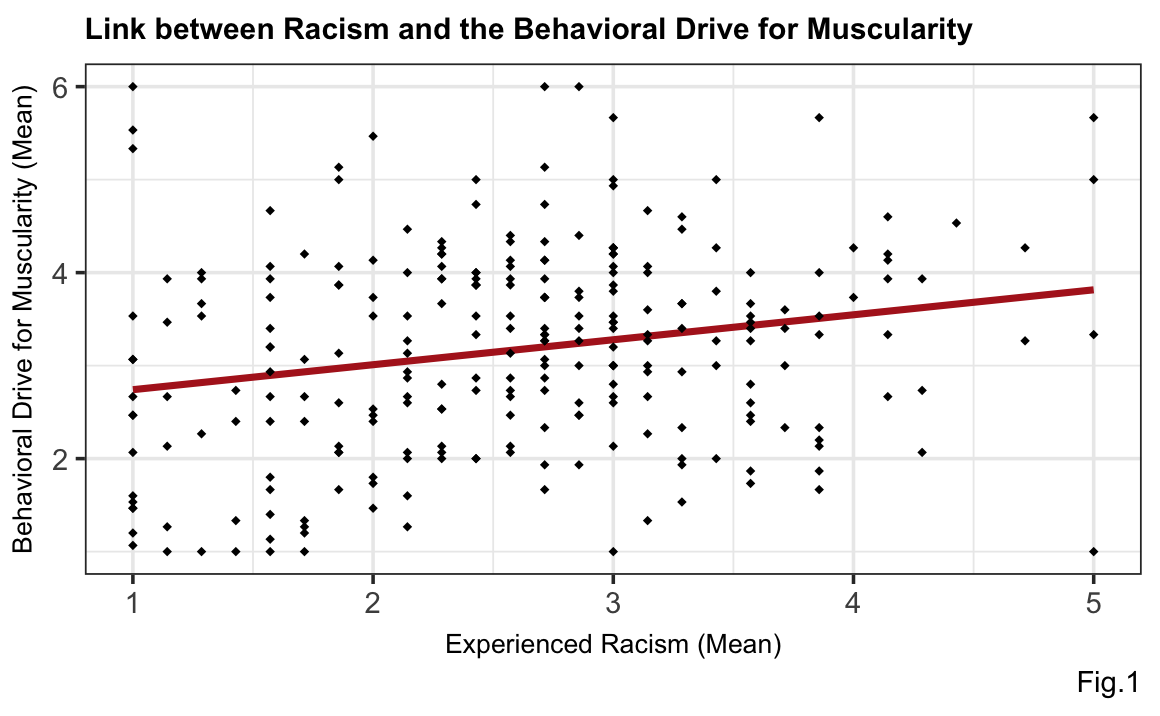 Link between Racism and the Behavioral Drive for Muscularity
Behavioral Drive for Muscularity (Mean)
6
4
2
1 2 3 4 5
Experienced Racism (Mean)
Fig.1